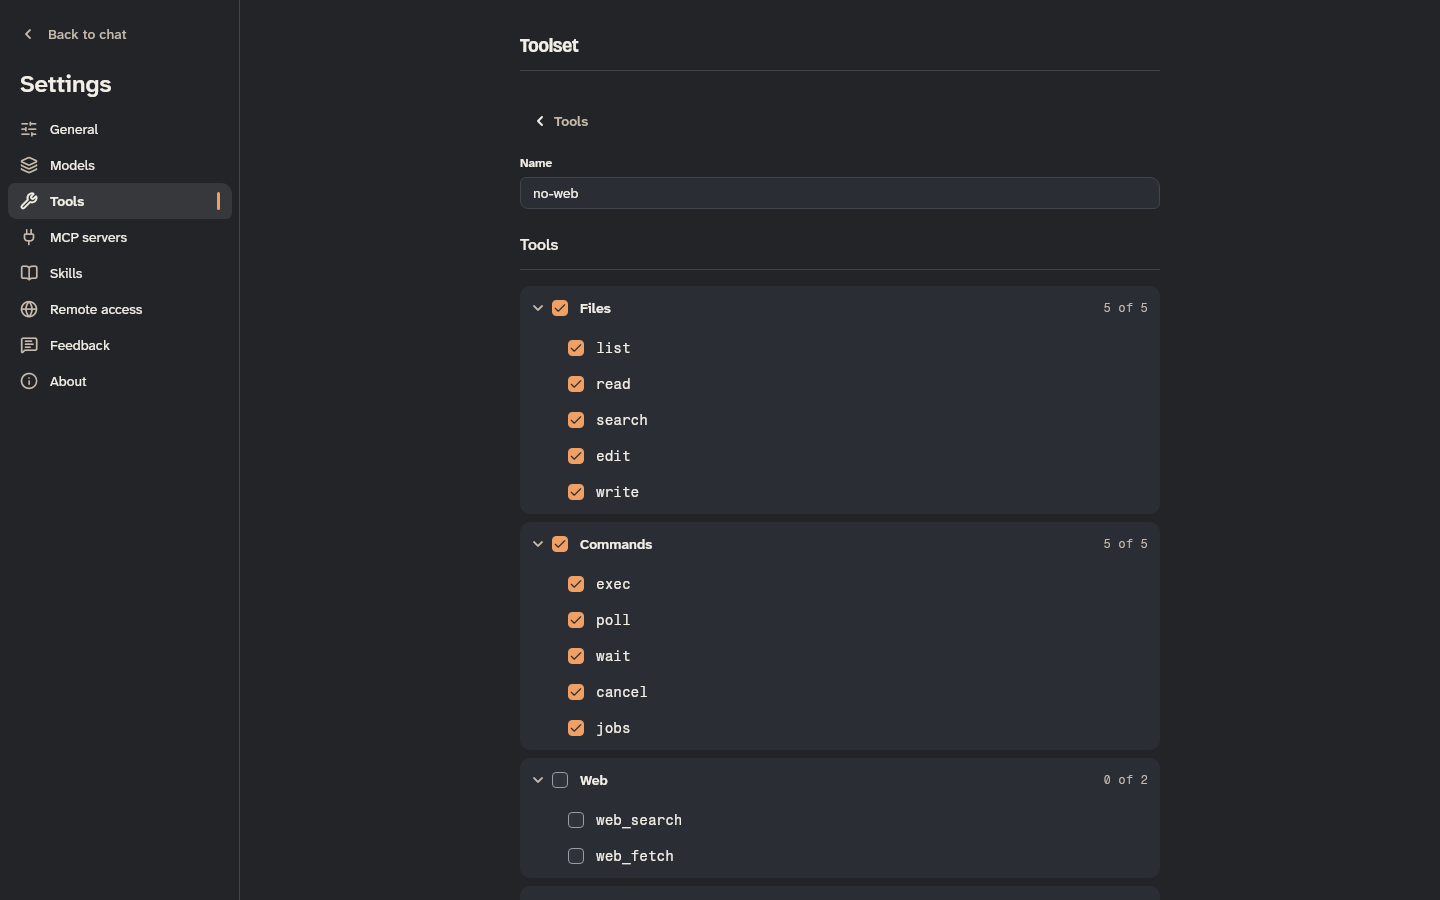 Back to chat
Settings
General
Models
Tools
MCP servers
Skills
Remote access
Feedback
About
Toolset
Tools
Name
no-web
Tools
Files 5 of 5
list
read
search
edit
write
Commands 5 of 5
exec
poll
wait
cancel
jobs
Web 0 of 2
web_search
web_fetch